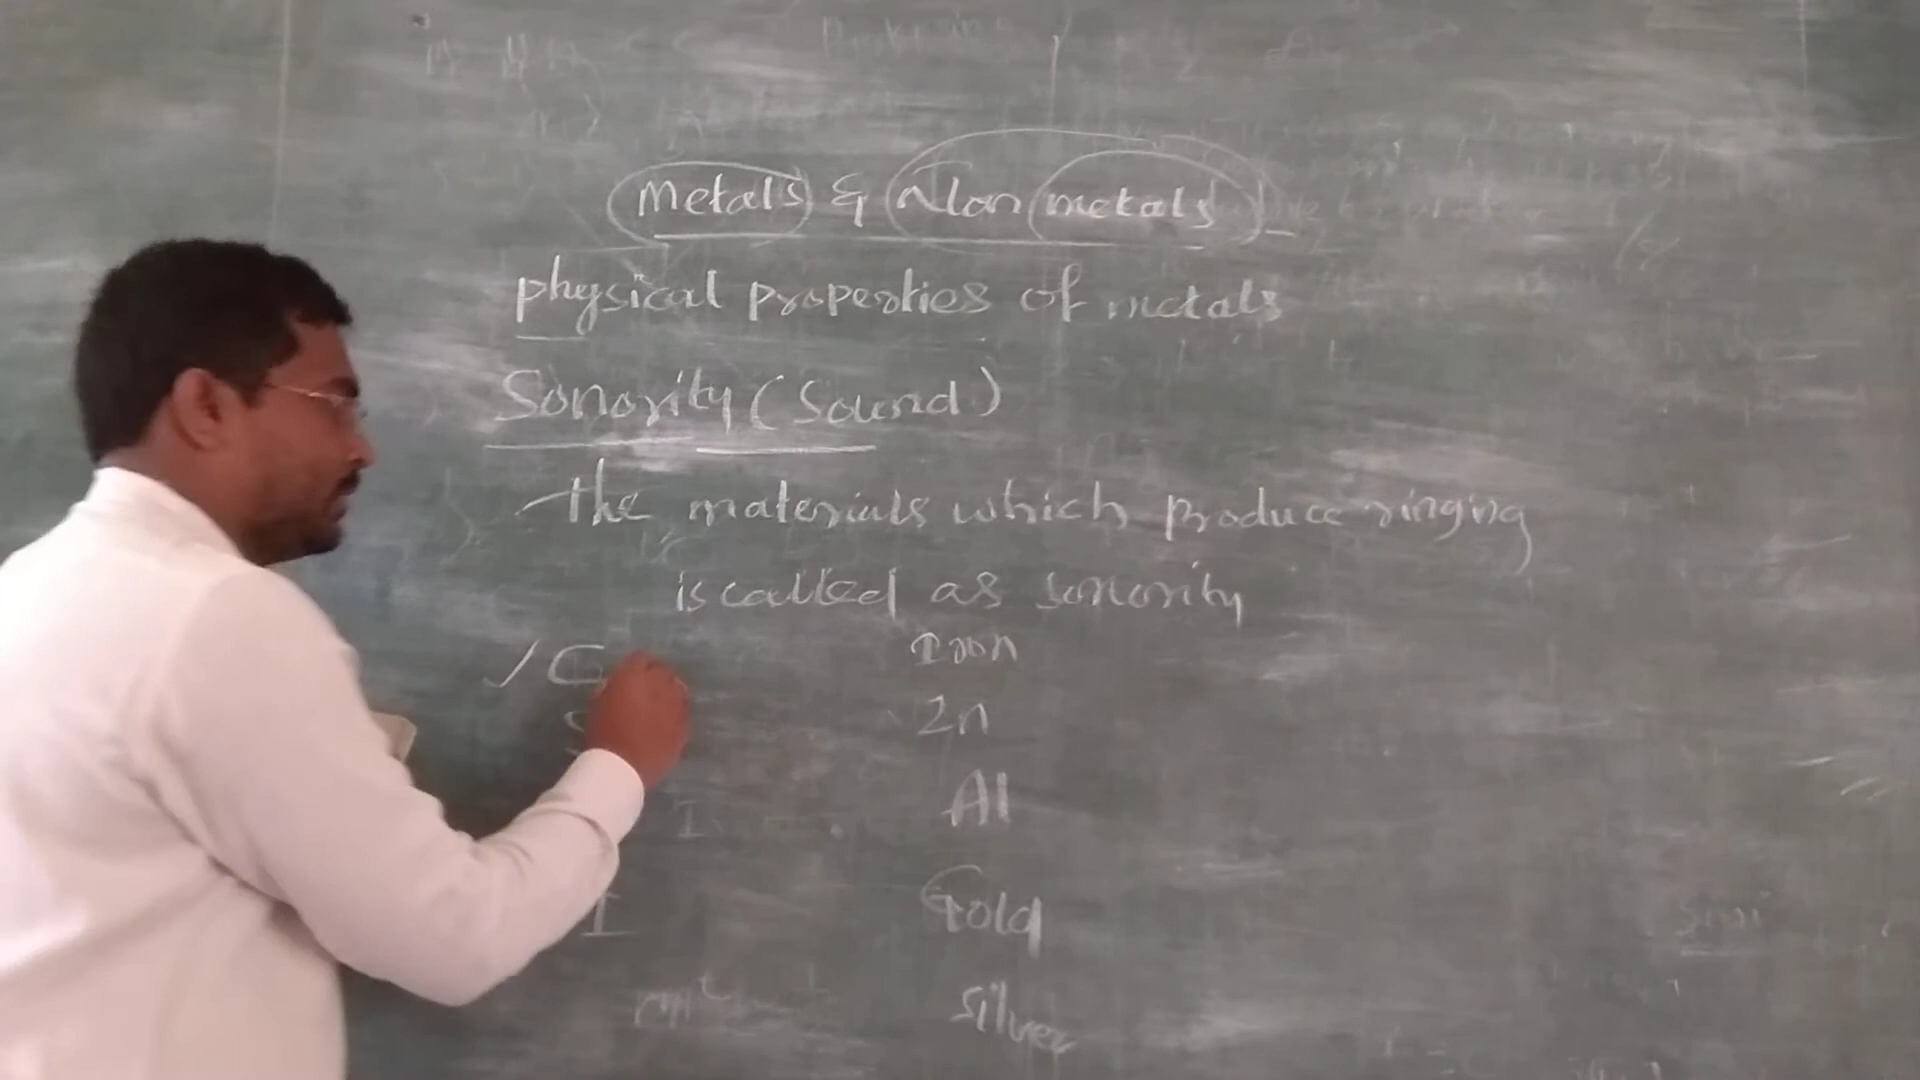 Metals & Non metals
physical properties of metals
Sonority (Sound)
The materials which produce ringing
is called as sonority
Iron
Zn
Al
Gold
Silver